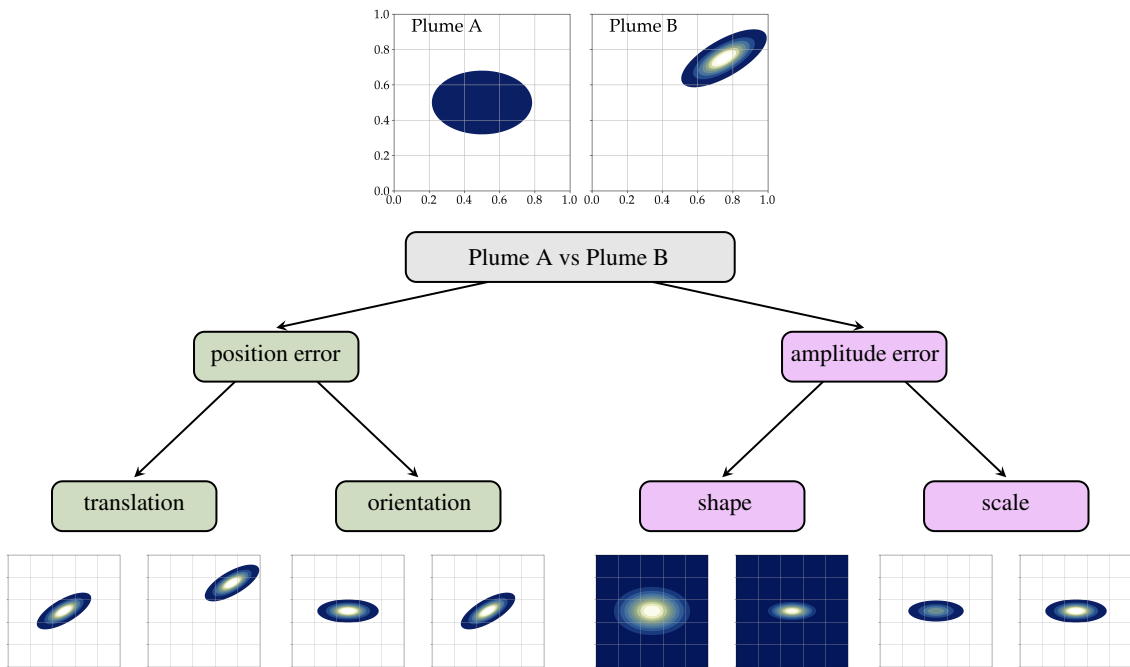 Plume A
Plume B
1.0
0.8
0.6
0.4
0.2
0.0
0.0 0.2 0.4 0.6 0.8 1.0
0.0 0.2 0.4 0.6 0.8 1.0
Plume A vs Plume B
position error
amplitude error
translation
orientation
shape
scale